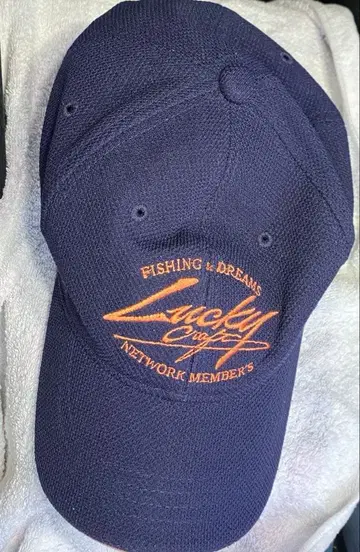 FISHING & DREAMS
Lucky
Craft
NETWORK MEMBER'S